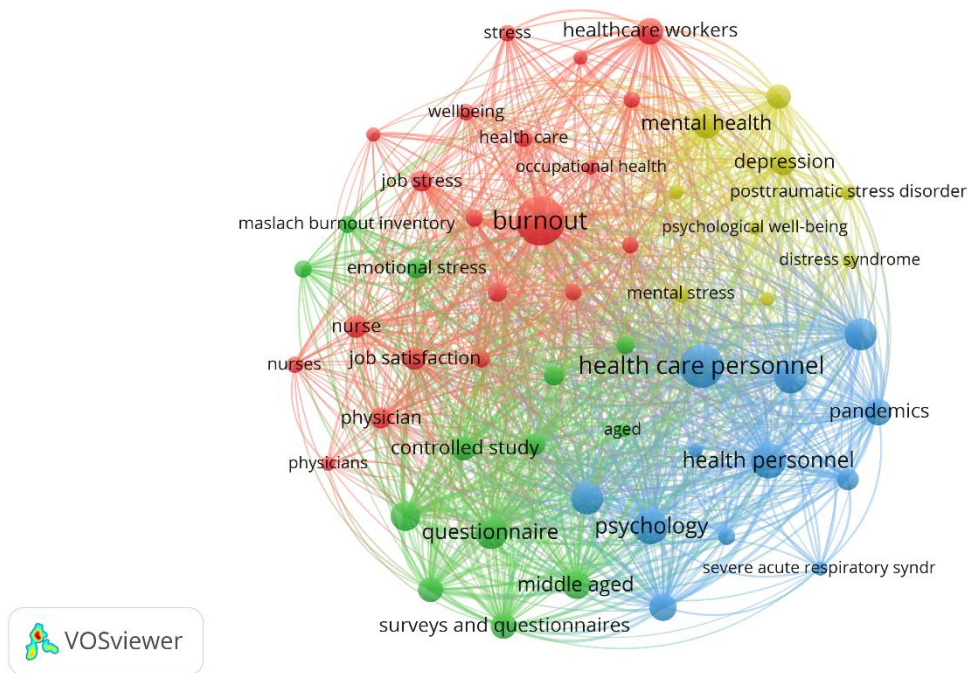 stress
healthcare workers
wellbeing
mental health
health care
depression
occupational health
job stress
posttraumatic stress disorder
burnout
maslach burnout inventory
psychological well-being
emotional stress
distress syndrome
mental stress
nurse
nurses
job satisfaction
health care personnel
physician
pandemics
aged
controlled study
physicians
health personnel
questionnaire
psychology
severe acute respiratory syndr
middle aged
surveys and questionnaires
VOSviewer